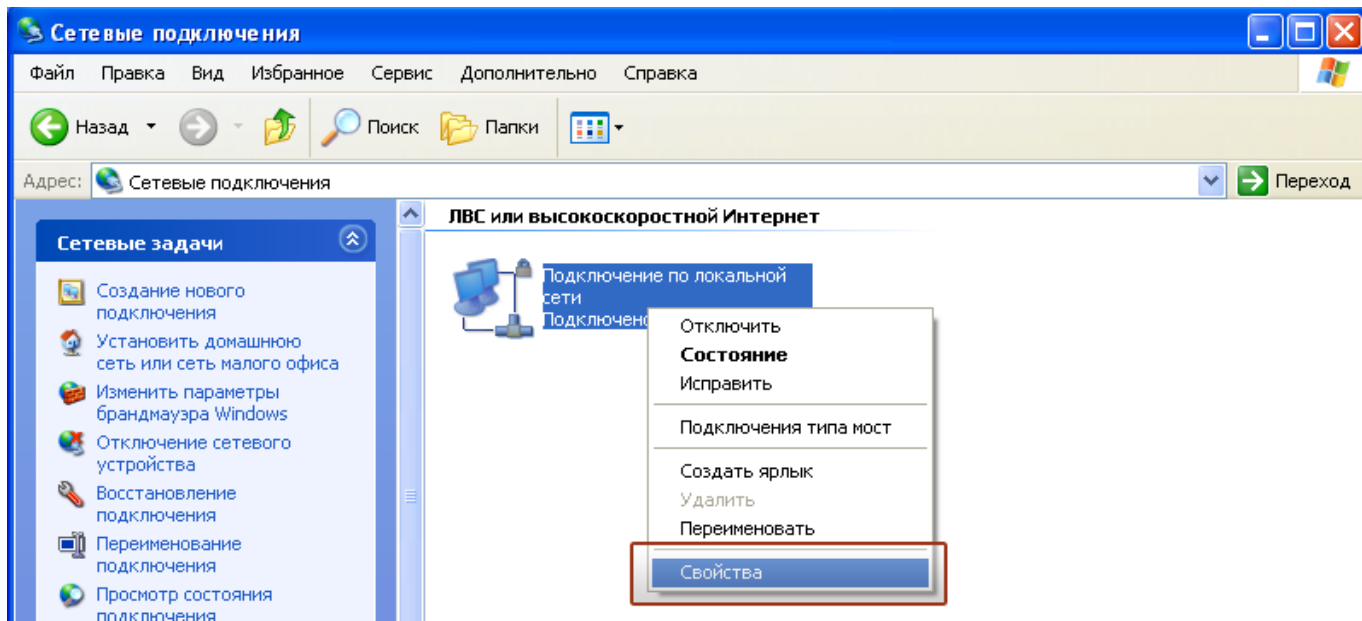 Сетевые подключения
Файл Правка Вид Избранное Сервис Дополнительно Справка
Назад Поиск Папки
Адрес: Сетевые подключения Переход
Сетевые задачи
Создание нового
подключения
Установить домашнюю
сеть или сеть малого офиса
Изменить параметры
брандмауэра Windows
Отключение сетевого
устройства
Восстановление
подключения
Переименование
подключения
Просмотр состояния
подключения
ЛВС или высокоскоростной Интернет
Подключение по локальной
сети
Подключено
Отключить
Состояние
Исправить
Подключения типа мост
Создать ярлык
Удалить
Переименовать
Свойства